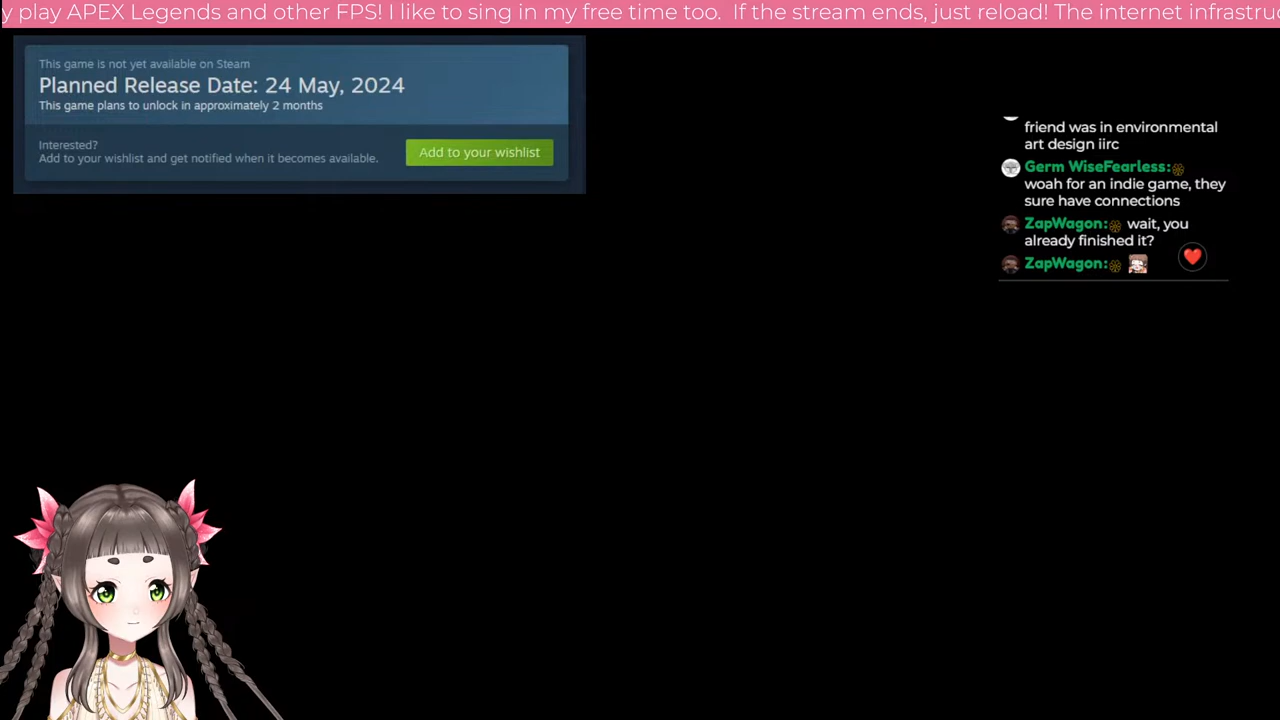 y play APEX Legends and other FPS! I like to sing in my free time too. If the stream ends, just reload! The internet infrastruc
This game is not yet available on Steam
Planned Release Date: 24 May, 2024
This game plans to unlock in approximately 2 months
Interested?
Add to your wishlist and get notified when it becomes available.
Add to your wishlist
friend was in environmental
art design iirc
Germ WiseFearless:
woah for an indie game, they
sure have connections
ZapWagon: wait, you
already finished it?
ZapWagon: